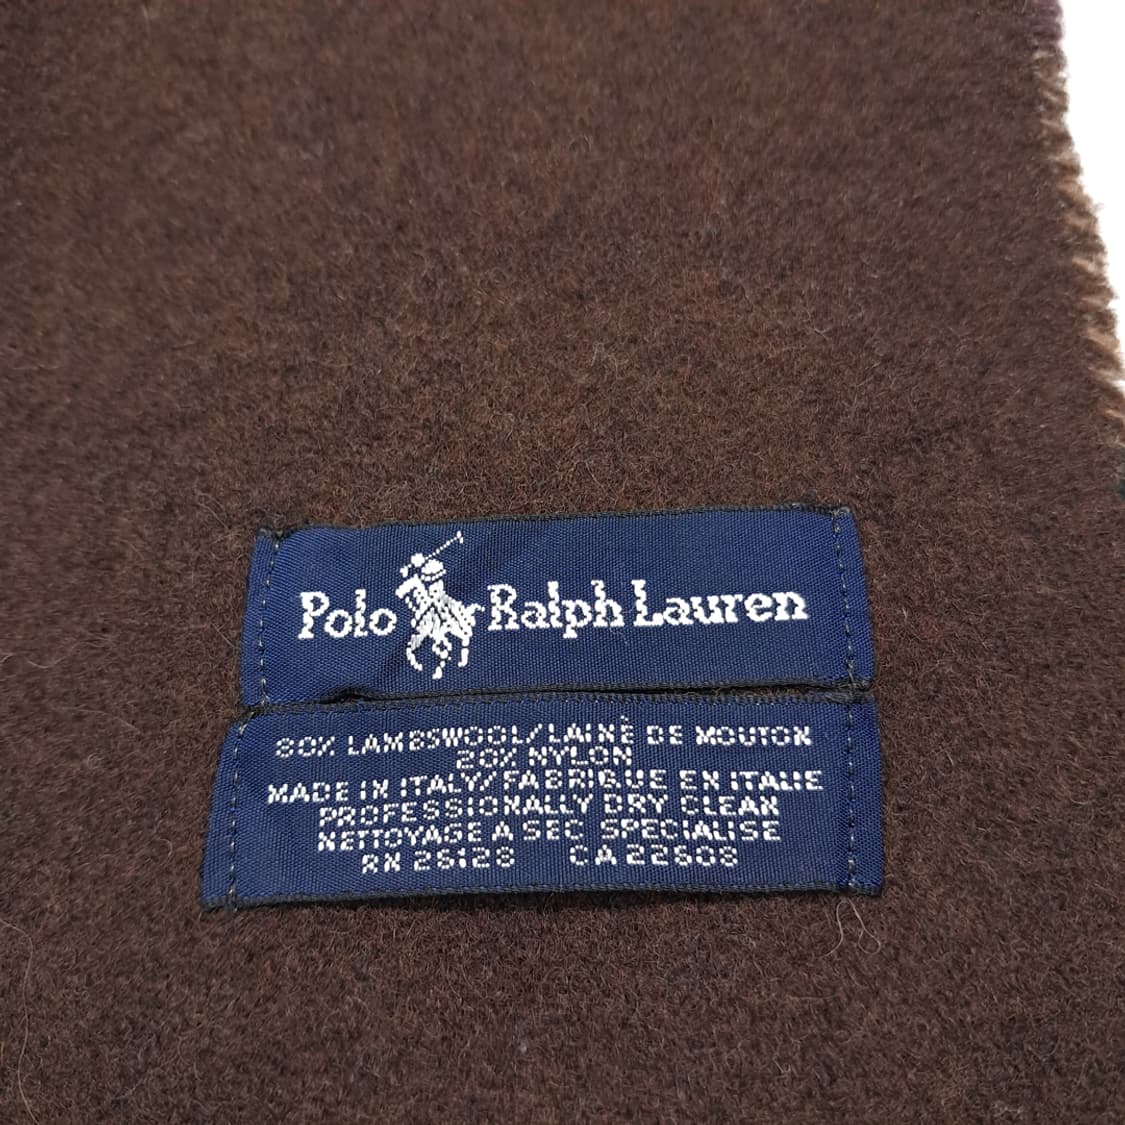 Polo Ralph Lauren
80% LAMBSWOOL/LAINE DE MOUTON
20% NYLON
MADE IN ITALY/FABRIQUE EN ITALIE
PROFESSIONALLY DRY CLEAN
NETTOYAGE A SEC SPECIALISE
RN 26128 CA 22608